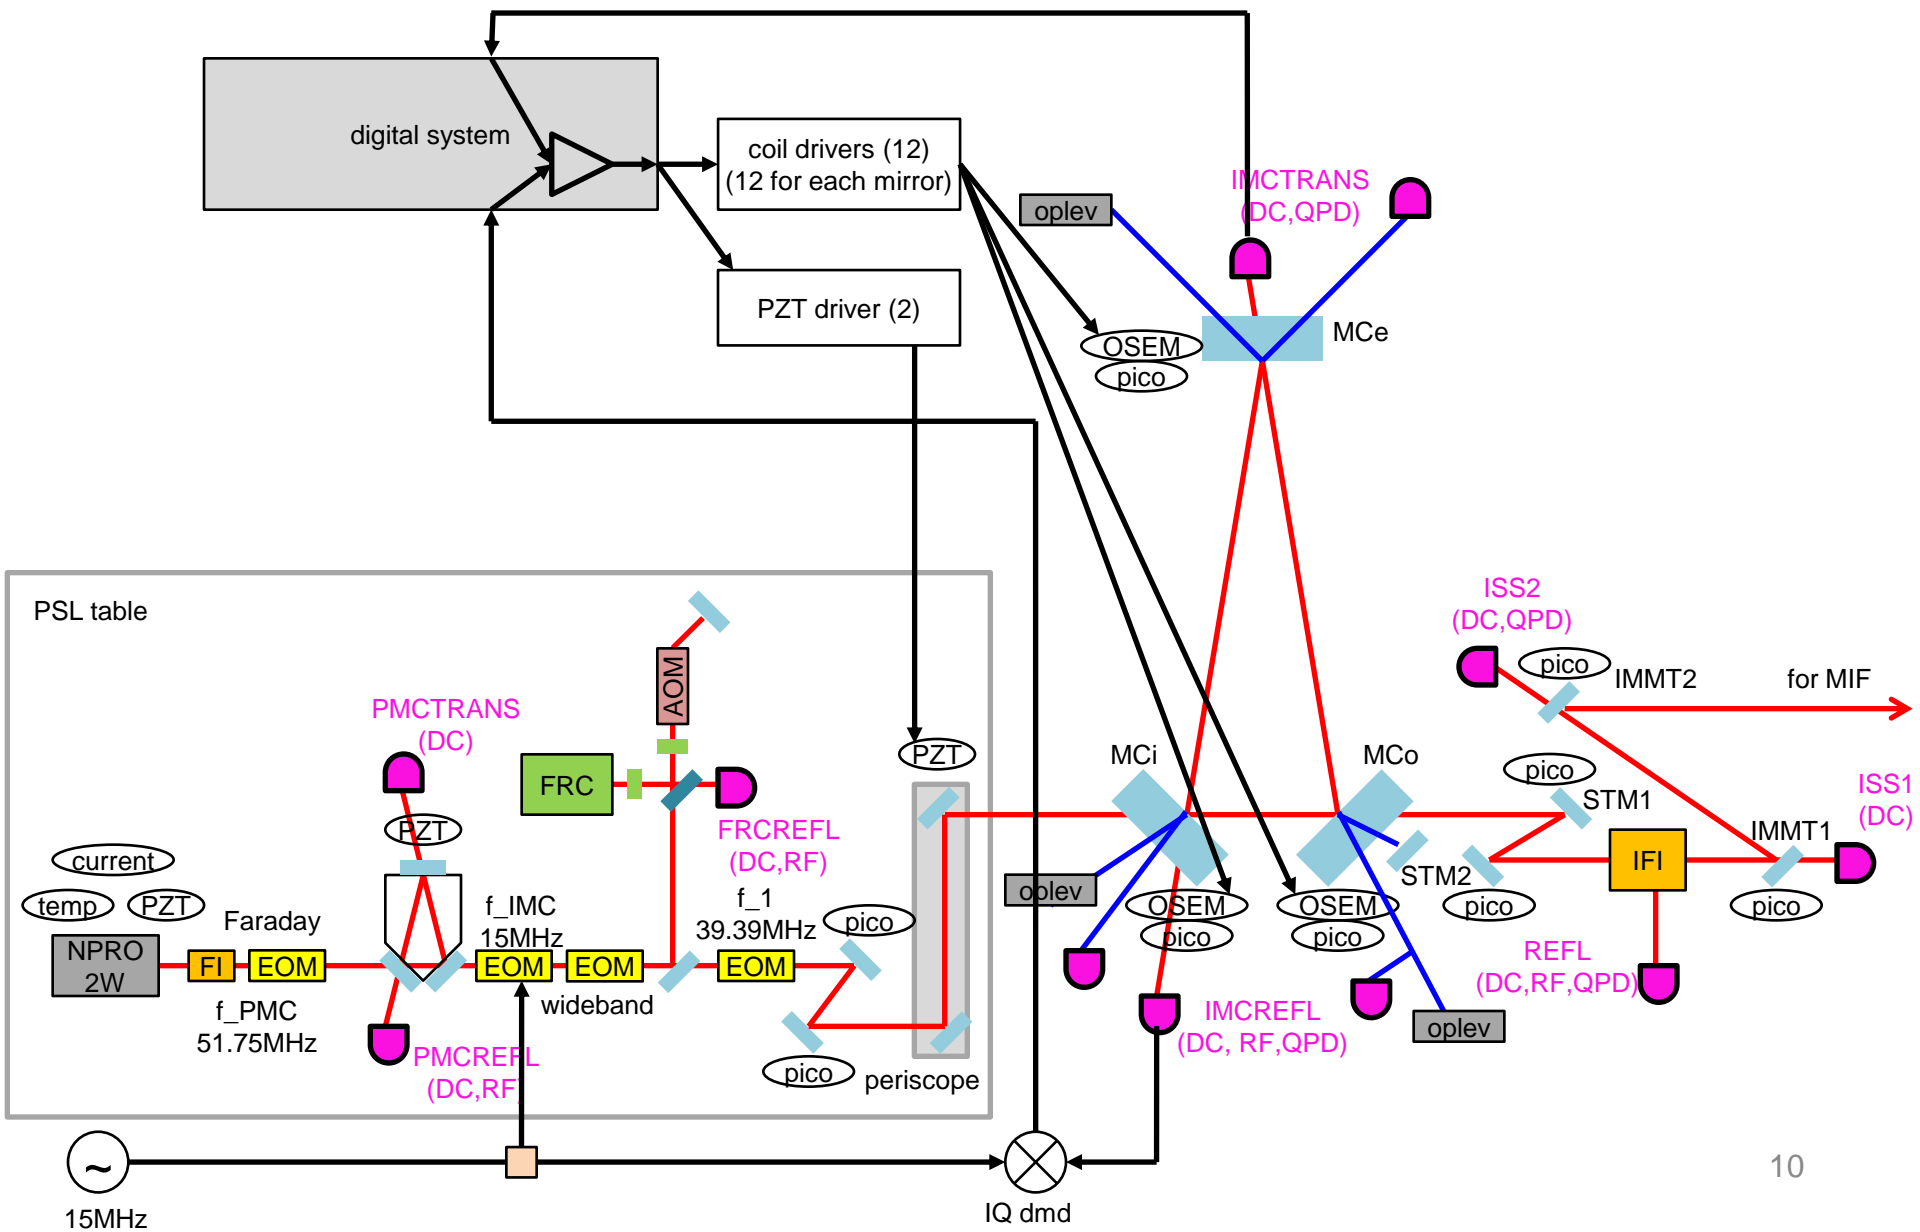 digital system
coil drivers (12)
(12 for each mirror)
PZT driver (2)
oplev
IMCTRANS
(DC,QPD)
MCe
OSEM
pico
PSL table
AOM
PMCTRANS
(DC)
PZT
FRC
FRCREFL
(DC,RF)
PZT
current
temp
PZT
NPRO
2W
Faraday
FI
EOM
f_PMC
51.75MHz
PMCREFL
(DC,RF)
f_IMC
15MHz
EOM
EOM
wideband
f_1
39.39MHz
EOM
pico
pico
periscope
MCi
MCo
oplev
OSEM
pico
OSEM
pico
IMCREFL
(DC, RF,QPD)
oplev
ISS2
(DC,QPD)
pico
IMMT2
for MIF
pico
STM1
STM2
pico
IFI
IMMT1
pico
ISS1
(DC)
REFL
(DC,RF,QPD)
~
15MHz
IQ dmd
10